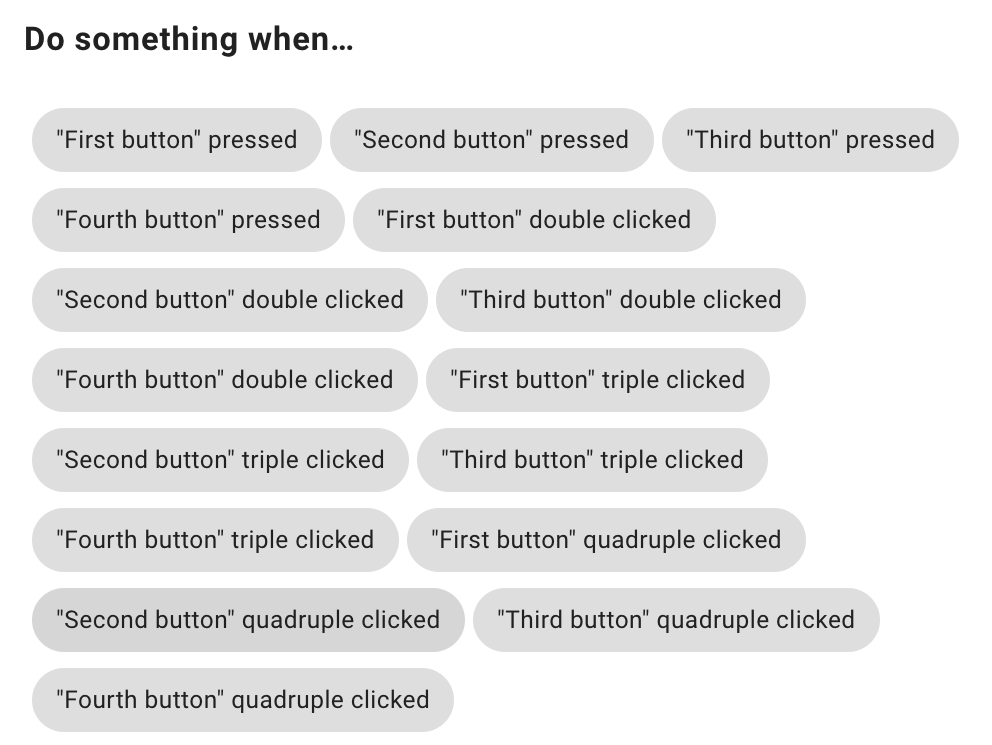 Do something when…
"First button" pressed "Second button" pressed "Third button" pressed
"Fourth button" pressed "First button" double clicked
"Second button" double clicked "Third button" double clicked
"Fourth button" double clicked "First button" triple clicked
"Second button" triple clicked "Third button" triple clicked
"Fourth button" triple clicked "First button" quadruple clicked
"Second button" quadruple clicked "Third button" quadruple clicked
"Fourth button" quadruple clicked